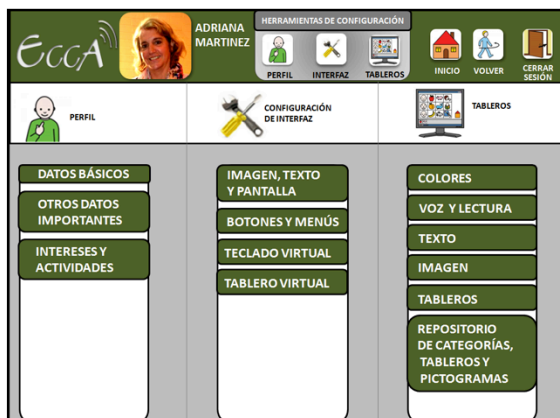 ECCA
ADRIANA
MARTINEZ
HERRAMIENTAS DE CONFIGURACIÓN
PERFIL
INTERFAZ
TABLEROS
INICIO
VOLVER
CERRAR
SESIÓN
PERFIL
CONFIGURACIÓN
DE INTERFAZ
TABLEROS
DATOS BÁSICOS
OTROS DATOS
IMPORTANTES
INTERESES Y
ACTIVIDADES
IMAGEN, TEXTO
Y PANTALLA
BOTONES Y MENÚS
TECLADO VIRTUAL
TABLERO VIRTUAL
COLORES
VOZ Y LECTURA
TEXTO
IMAGEN
TABLEROS
REPOSITORIO
DE CATEGORÍAS,
TABLEROS Y
PICTOGRAMAS